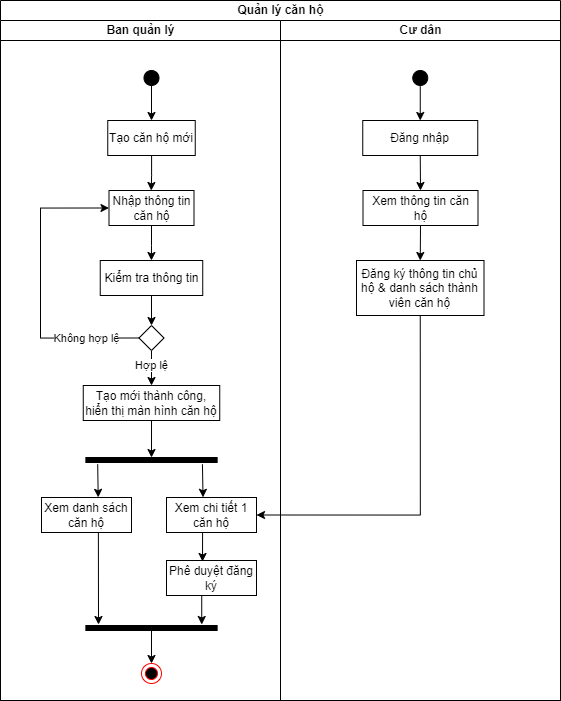 Quản lý căn hộ
Ban quản lý
Cư dân
Tạo căn hộ mới
Đăng nhập
Nhập thông tin
căn hộ
Xem thông tin căn
hộ
Kiểm tra thông tin
Đăng ký thông tin chủ
hộ & danh sách thành
viên căn hộ
Không hợp lệ
Hợp lệ
Tạo mới thành công,
hiển thị màn hình căn hộ
Xem danh sách
căn hộ
Xem chi tiết 1
căn hộ
Phê duyệt đăng
ký